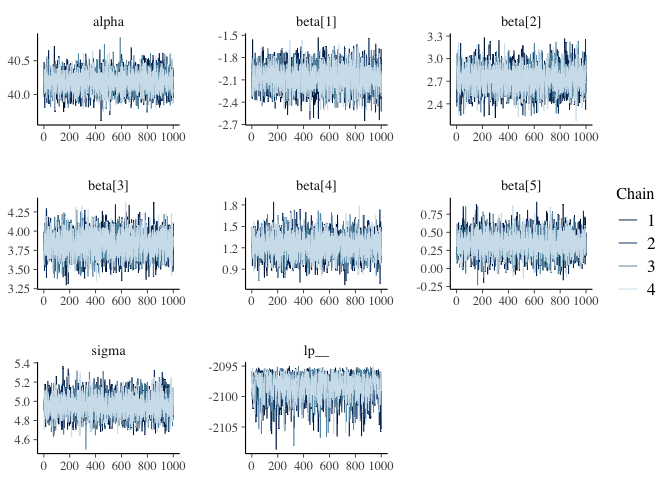 alpha
beta[1]
beta[2]
40.5
40.0
0 200 400 600 800 1000
-1.5
-1.8
-2.1
-2.4
-2.7
0 200 400 600 800 1000
3.3
3.0
2.7
2.4
0 200 400 600 800 1000
beta[3]
beta[4]
beta[5]
4.25
4.00
3.75
3.50
3.25
0 200 400 600 800 1000
1.8
1.5
1.2
0.9
0 200 400 600 800 1000
0.75
0.50
0.25
0.00
-0.25
0 200 400 600 800 1000
Chain
1
2
3
4
sigma
lp__
5.4
5.2
5.0
4.8
4.6
0 200 400 600 800 1000
-2095
-2100
-2105
0 200 400 600 800 1000